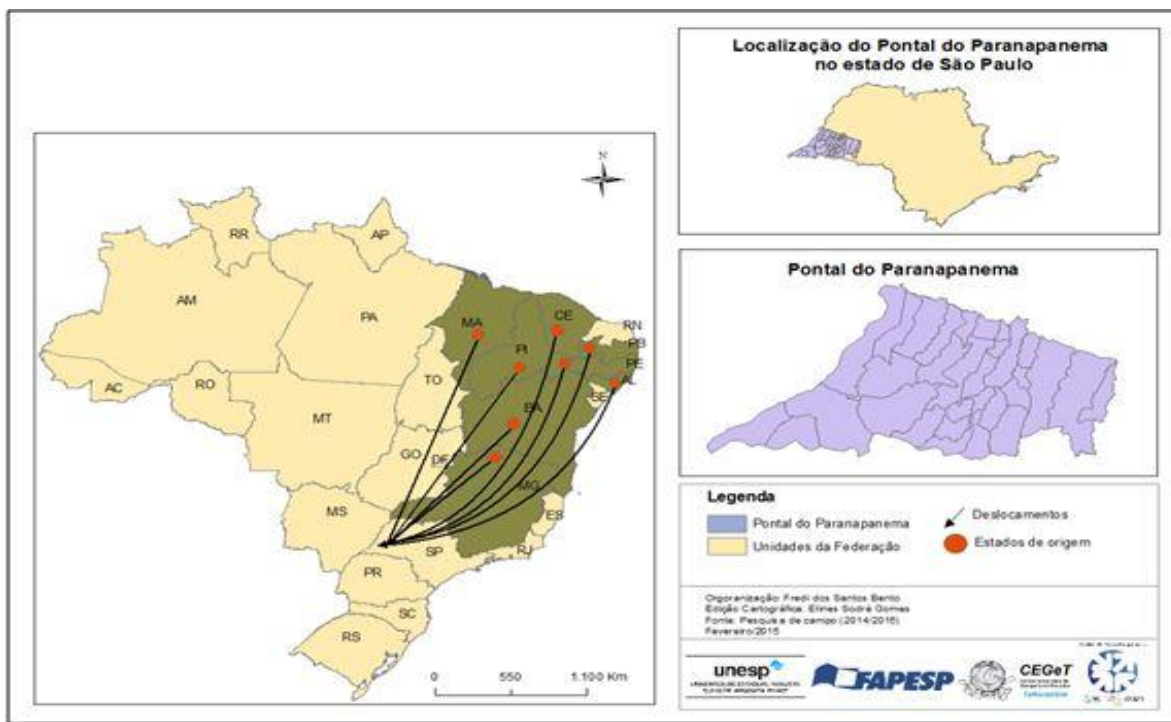 Localização do Pontal do Paranapanema
no estado de São Paulo
N
RR
AP
AM
PA
MA
CE
RN
PI
PB
PE
AL
SE
AC
RO
TO
BA
MT
GO
DF
MG
MS
ES
SP
RJ
PR
SC
RS
0 550 1.100 Km
Pontal do Paranapanema
Legenda
Pontal do Paranapanema
Unidades da Federação
Deslocamentos
Estados de origem
Orgoranização: Fredi dos Santos Bento
Edição Cartográfica: Elines Sodré Gomes
Fonte: Pesquisa de campo (2014/2015)
Fevereiro/2015
unesp
FAPESP
CEGeT